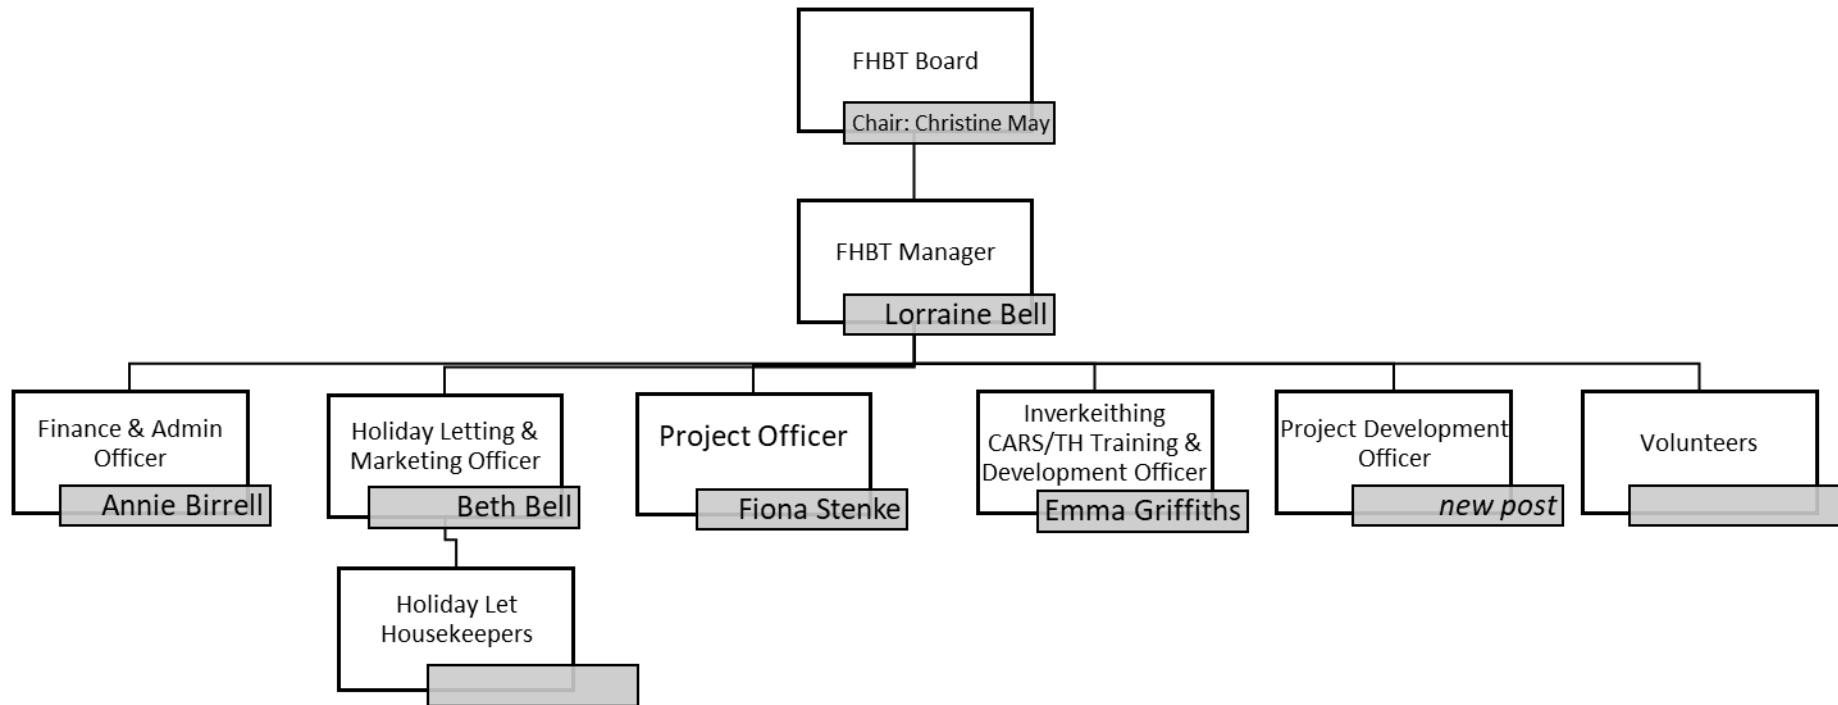 FHBT Board
Chair: Christine May
FHBT Manager
Lorraine Bell
Finance & Admin
Officer
Annie Birrell
Holiday Letting &
Marketing Officer
Beth Bell
Project Officer
Fiona Stenke
Inverkeithing
CARS/TH Training &
Development Officer
Emma Griffiths
Project Development
Officer
new post
Volunteers
Holiday Let
Housekeepers